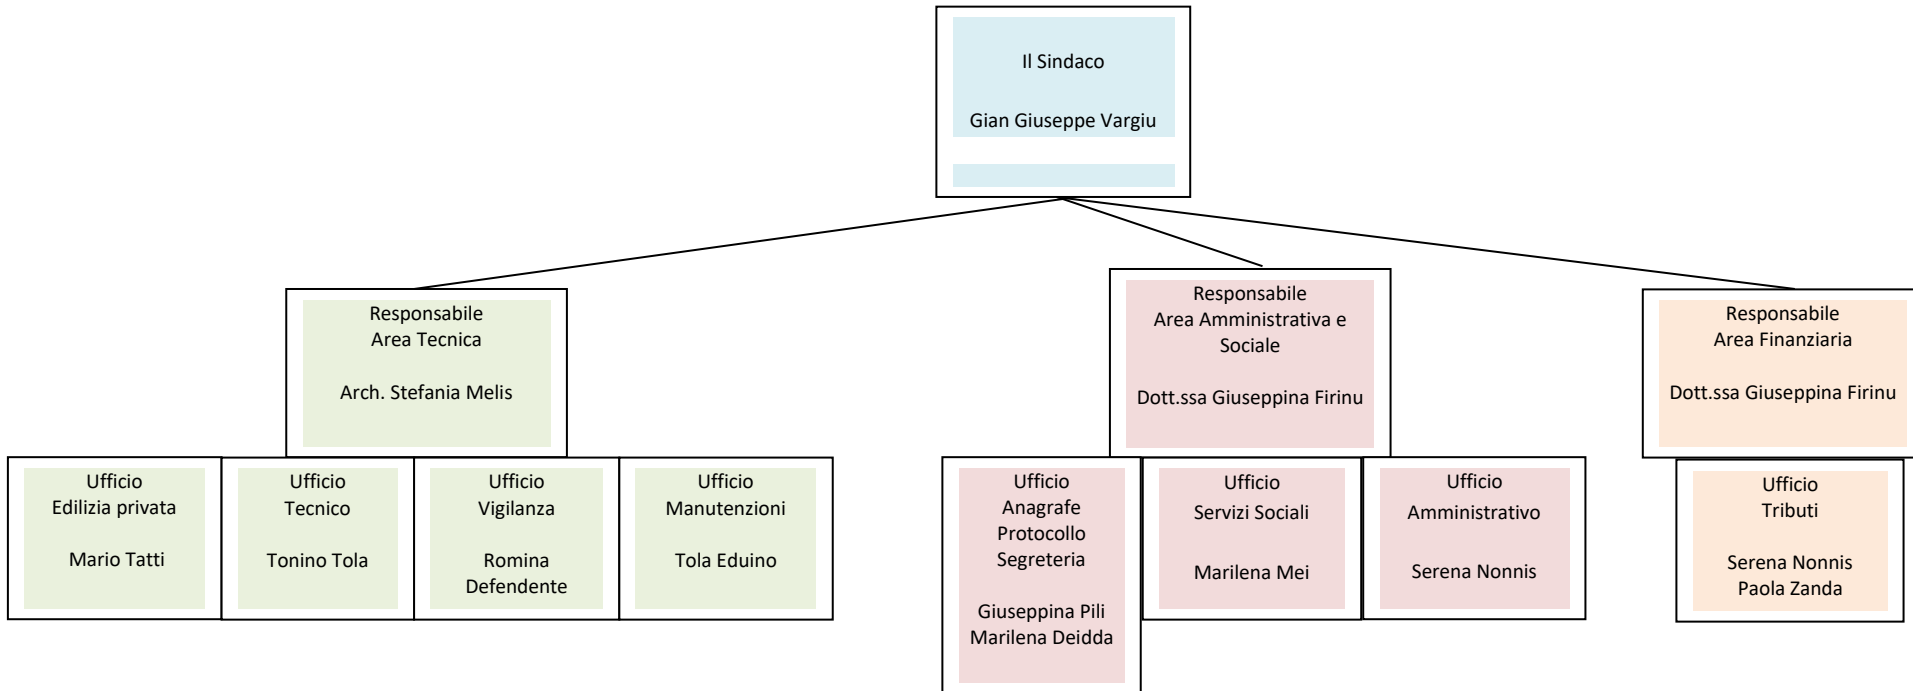 Il Sindaco
Gian Giuseppe Vargiu
Responsabile
Area Tecnica
Arch. Stefania Melis
Responsabile
Area Amministrativa e
Sociale
Dott.ssa Giuseppina Firinu
Responsabile
Area Finanziaria
Dott.ssa Giuseppina Firinu
Ufficio
Edilizia privata
Mario Tatti
Ufficio
Tecnico
Tonino Tola
Ufficio
Vigilanza
Romina
Defendente
Ufficio
Manutenzioni
Tola Eduino
Ufficio
Anagrafe
Protocollo
Segreteria
Giuseppina Pili
Marilena Deidda
Ufficio
Servizi Sociali
Marilena Mei
Ufficio
Amministrativo
Serena Nonnis
Ufficio
Tributi
Serena Nonnis
Paola Zanda